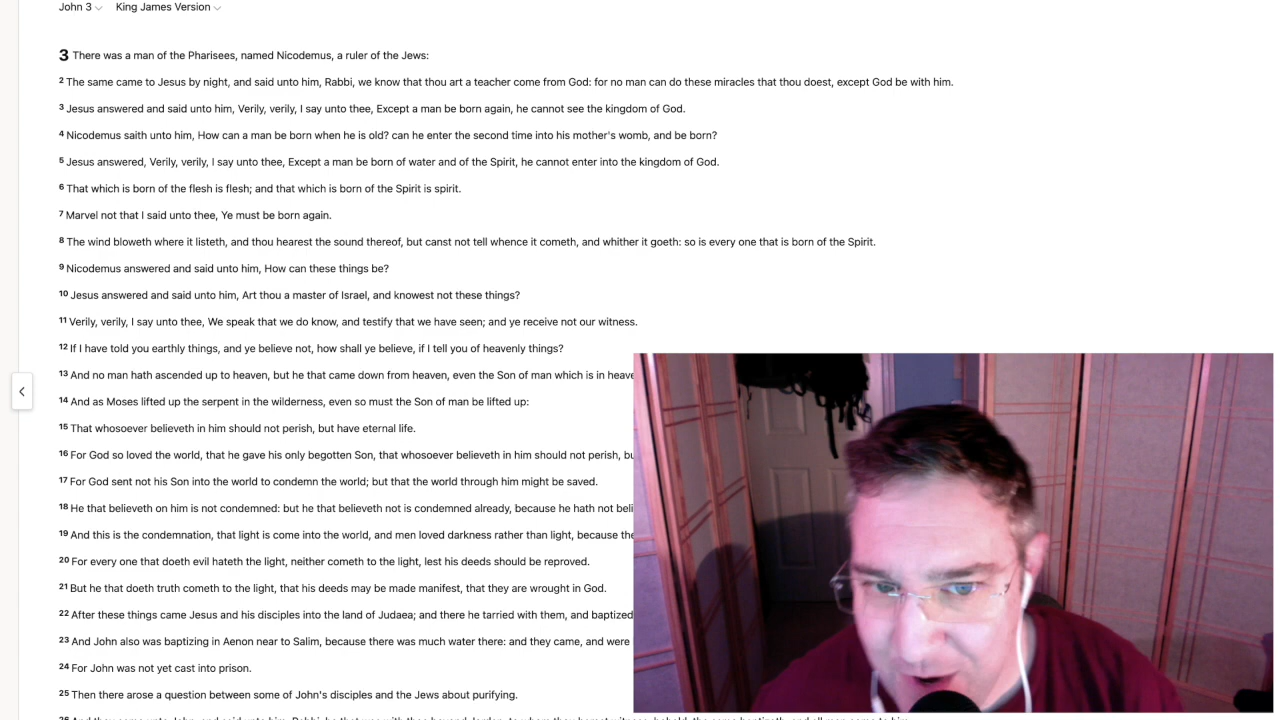 John 3 King James Version
3 There was a man of the Pharisees, named Nicodemus, a ruler of the Jews:
2 The same came to Jesus by night, and said unto him, Rabbi, we know that thou art a teacher come from God: for no man can do these miracles that thou doest, except God be with him.
3 Jesus answered and said unto him, Verily, verily, I say unto thee, Except a man be born again, he cannot see the kingdom of God.
4 Nicodemus saith unto him, How can a man be born when he is old? can he enter the second time into his mother's womb, and be born?
5 Jesus answered, Verily, verily, I say unto thee, Except a man be born of water and of the Spirit, he cannot enter into the kingdom of God.
6 That which is born of the flesh is flesh; and that which is born of the Spirit is spirit.
7 Marvel not that I said unto thee, Ye must be born again.
8 The wind bloweth where it listeth, and thou hearest the sound thereof, but canst not tell whence it cometh, and whither it goeth: so is every one that is born of the Spirit.
9 Nicodemus answered and said unto him, How can these things be?
10 Jesus answered and said unto him, Art thou a master of Israel, and knowest not these things?
11 Verily, verily, I say unto thee, We speak that we do know, and testify that we have seen; and ye receive not our witness.
12 If I have told you earthly things, and ye believe not, how shall ye believe, if I tell you of heavenly things?
13 And no man hath ascended up to heaven, but he that came down from heaven, even the Son of man which is in heave
14 And as Moses lifted up the serpent in the wilderness, even so must the Son of man be lifted up:
15 That whosoever believeth in him should not perish, but have eternal life.
16 For God so loved the world, that he gave his only begotten Son, that whosoever believeth in him should not perish, bu
17 For God sent not his Son into the world to condemn the world; but that the world through him might be saved.
18 He that believeth on him is not condemned: but he that believeth not is condemned already, because he hath not beli
19 And this is the condemnation, that light is come into the world, and men loved darkness rather than light, because the
20 For every one that doeth evil hateth the light, neither cometh to the light, lest his deeds should be reproved.
21 But he that doeth truth cometh to the light, that his deeds may be made manifest, that they are wrought in God.
22 After these things came Jesus and his disciples into the land of Judaea; and there he tarried with them, and baptized
23 And John also was baptizing in Aenon near to Salim, because there was much water there: and they came, and were
24 For John was not yet cast into prison.
25 Then there arose a question between some of John's disciples and the Jews about purifying.